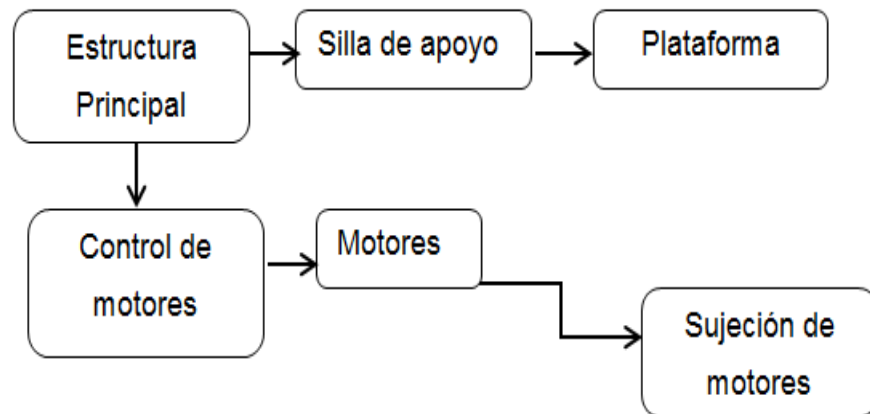 Estructura
Principal
Silla de apoyo
Plataforma
Control de
motores
Motores
Sujeción de
motores